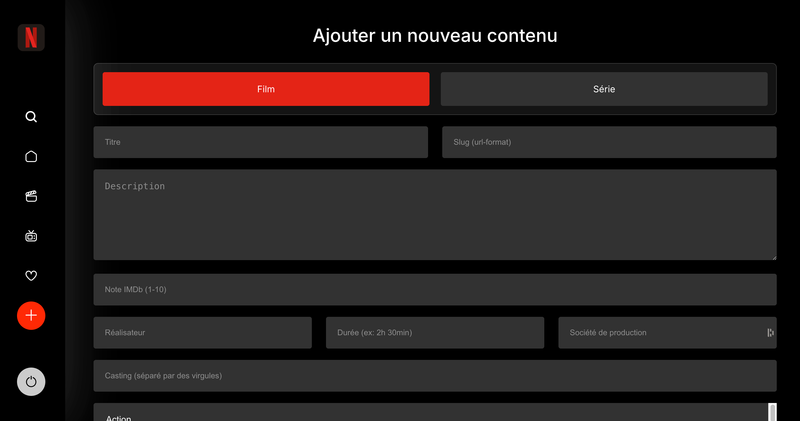 N
Ajouter un nouveau contenu
Film
Série
Titre
Slug (url-format)
Description
Note IMDb (1-10)
Réalisateur
Durée (ex: 2h 30min)
Société de production
Casting (séparé par des virgules)
Action